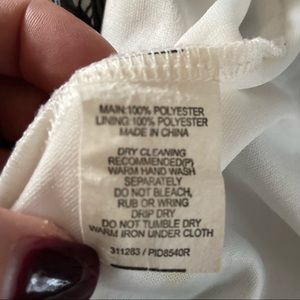 MAIN:100% POLYESTER
LINING:100% POLYESTER
MADE IN CHINA
DRY CLEANING
RECOMMENDED(P)
WARM HAND WASH
SEPARATELY
DO NOT BLEACH,
RUB OR WRING
DRIP DRY
DO NOT TUMBLE DRY
WARM IRON UNDER CLOTH
311283 / PID8540R